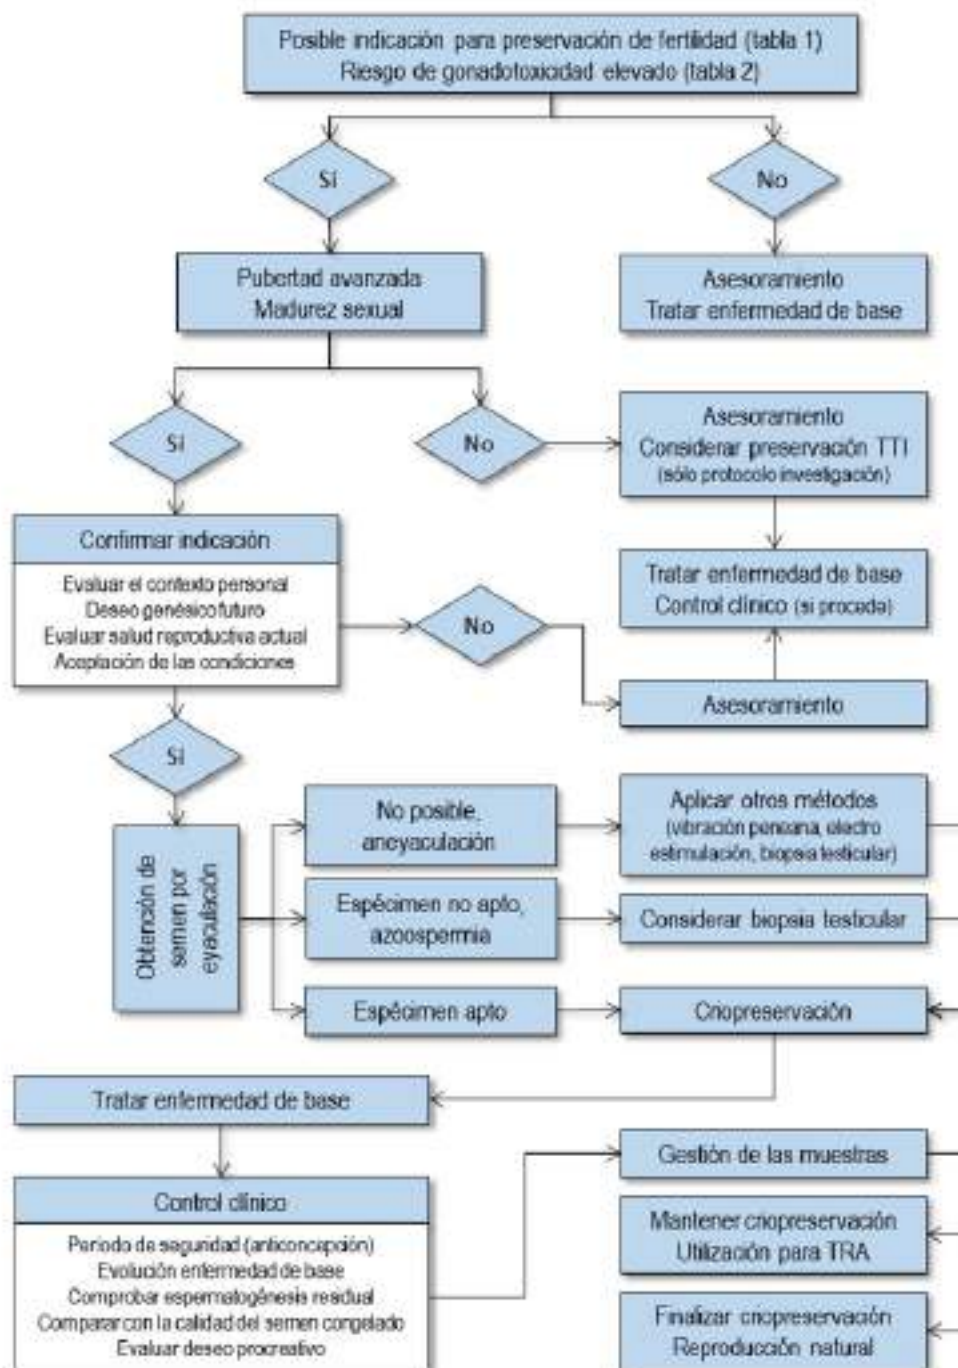 Posible indicación para preservación de fertilidad (tabla 1)
Riesgo de gonadotoxicidad elevado (tabla 2)
Sí
No
Pubertad avanzada
Madurez sexual
Asesoramiento
Tratar enfermedad de base
Sí
No
Asesoramiento
Considerar preservación TTI
(sólo protocolo investigación)
Confirmar indicación
Evaluar el contexto personal
Deseo genésico futuro
Evaluar salud reproductiva actual
Aceptación de las condiciones
No
Tratar enfermedad de base
Control clínico (si procede)
Asesoramiento
Sí
Obtención de
semen por
eyaculación
No posible,
aneyaculación
Aplicar otros métodos
(vibración peneana, electro
estimulación, biopsia testicular)
Espécimen no apto,
azoospermia
Considerar biopsia testicular
Espécimen apto
Criopreservación
Tratar enfermedad de base
Control clínico
Período de seguridad (anticoncepción)
Evolución enfermedad de base
Comprobar espermatogénesis residual
Comparar con la calidad del semen congelado
Evaluar deseo procreativo
Gestión de las muestras
Mantener criopreservación
Utilización para TRA
Finalizar criopreservación
Reproducción natural